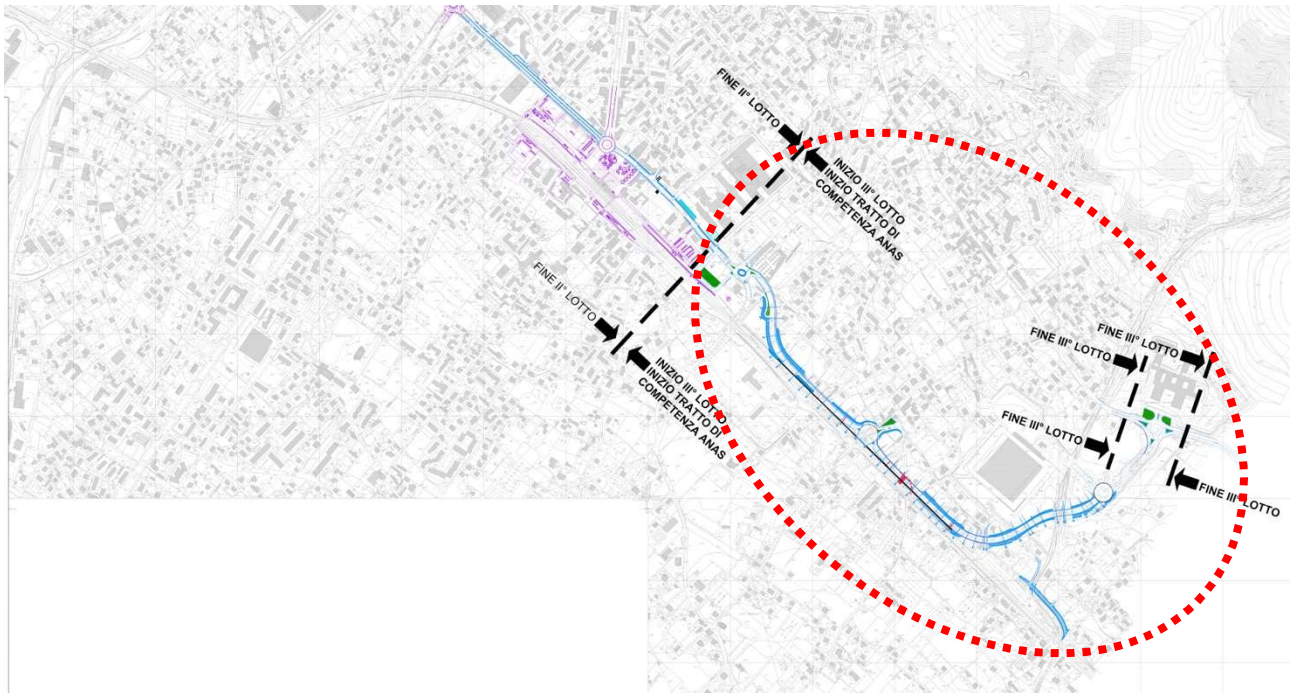 FINE II° LOTTO
INIZIO III° LOTTO
INIZIO TRATTO DI
COMPETENZA ANAS
FINE II° LOTTO
INIZIO III° LOTTO
INIZIO TRATTO DI
COMPETENZA ANAS
FINE III° LOTTO
FINE III° LOTTO
FINE III° LOTTO
FINE III° LOTTO